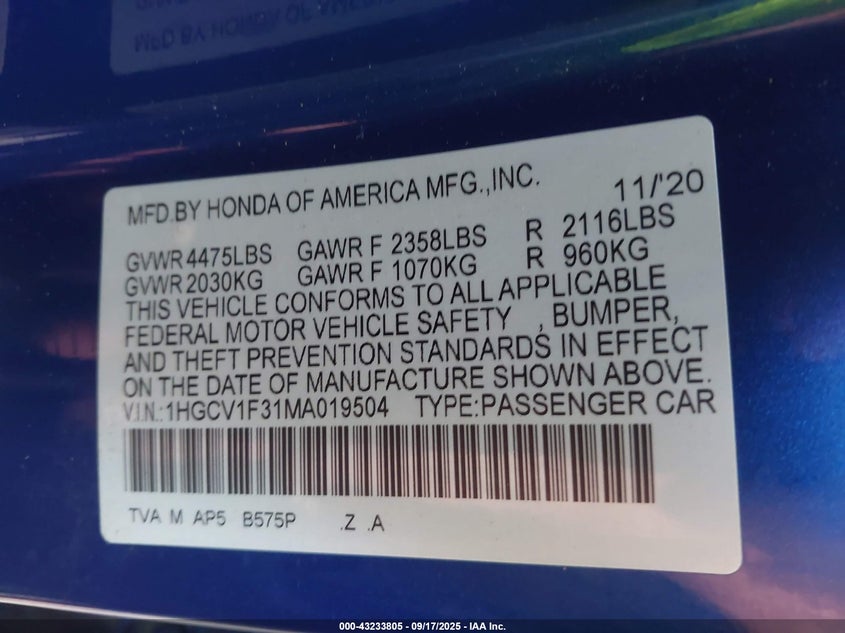 MFD.BY HONDA OF AMERICA MFG.,INC. 11/'20
GVWR 4475LBS GAWR F 2358LBS R 2116LBS
GVWR 2030KG GAWR F 1070KG R 960KG
THIS VEHICLE CONFORMS TO ALL APPLICABLE
FEDERAL MOTOR VEHICLE SAFETY , BUMPER,
AND THEFT PREVENTION STANDARDS IN EFFECT
ON THE DATE OF MANUFACTURE SHOWN ABOVE.
V.I.N.:1HGCV1F31MA019504 TYPE:PASSENGER CAR
TVA M AP5 B575P .Z .A
000-43233805 - 09/17/2025 - IAA Inc.